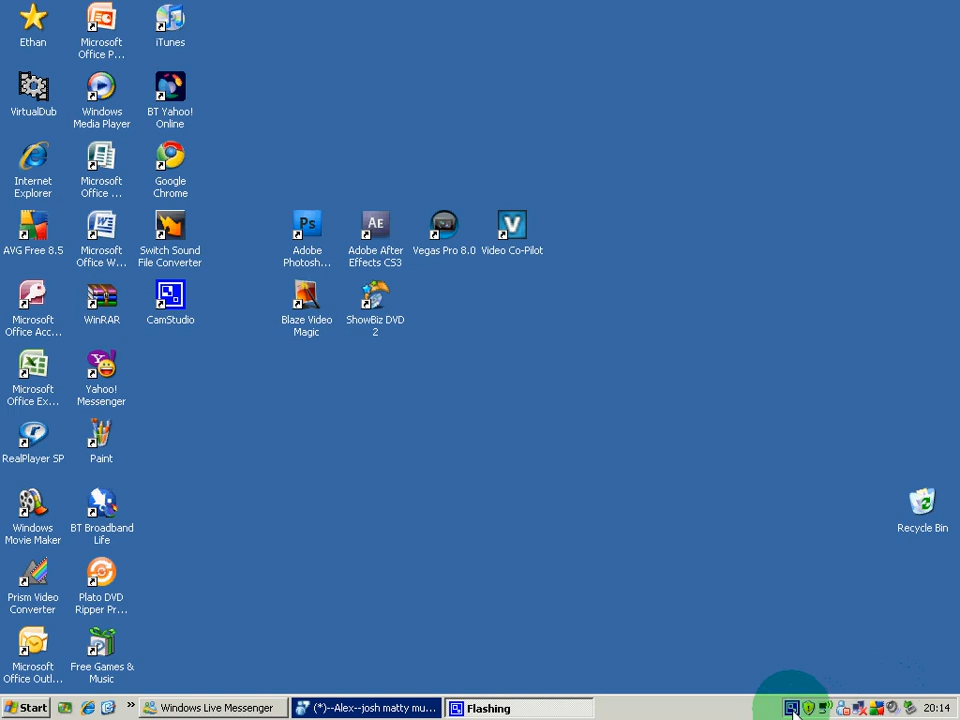 Ethan
Microsoft
Office P...
iTunes
VirtualDub
Windows
Media Player
BT Yahoo!
Online
Internet
Explorer
Microsoft
Office ...
Google
Chrome
AVG Free 8.5
Microsoft
Office W...
Switch Sound
File Converter
Ps
Adobe
Photosh...
AE
Adobe After
Effects CS3
Vegas Pro 8.0
V
Video Co-Pilot
Microsoft
Office Acc...
WinRAR
CamStudio
Blaze Video
Magic
ShowBiz DVD
2
Microsoft
Office Ex...
Yahoo!
Messenger
RealPlayer SP
Paint
Windows
Movie Maker
BT Broadband
Life
Recycle Bin
Prism Video
Converter
Plato DVD
Ripper Pr...
Microsoft
Office Outl...
Free Games &
Music
Start
»
Windows Live Messenger
(*)--Alex--josh matty mu...
Flashing
20:14